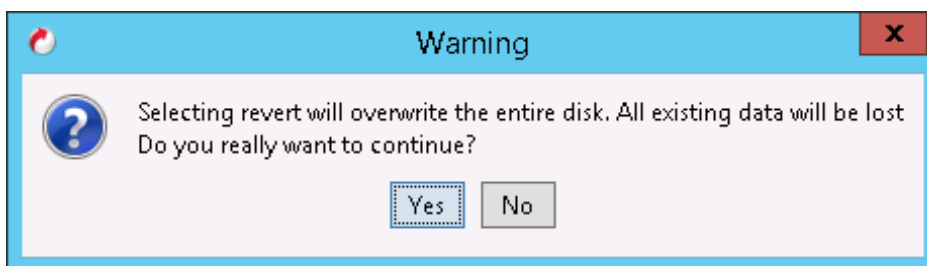 Warning
x
Selecting revert will overwrite the entire disk. All existing data will be lost
Do you really want to continue?
Yes No